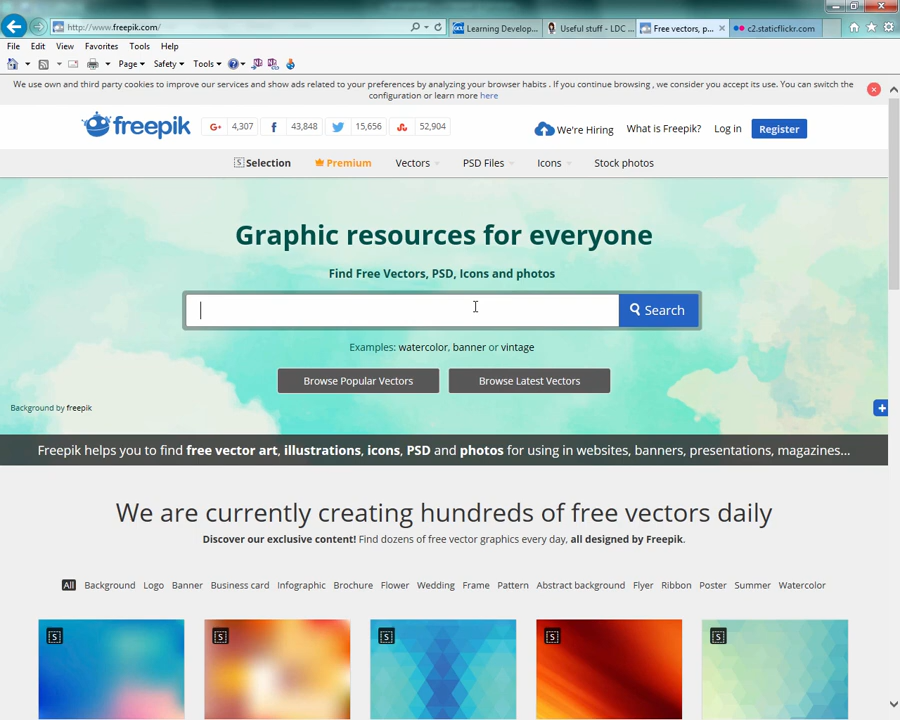 http://www.freepik.com/
Learning Develop...
Useful stuff - LDC ...
Free vectors, p...
c2.staticflickr.com
File Edit View Favorites Tools Help
Page Safety Tools
We use own and third party cookies to improve our services and show ads related to your preferences by analyzing your browser habits . If you continue browsing , we consider you accept its use. You can switch the
configuration or learn more here
freepik
G+ 4,307 f 43,848 15,656 52,904
We're Hiring What is Freepik? Log in Register
S Selection Premium Vectors PSD Files Icons Stock photos
Graphic resources for everyone
Find Free Vectors, PSD, Icons and photos
Search
Examples: watercolor, banner or vintage
Browse Popular Vectors Browse Latest Vectors
Background by freepik
Freepik helps you to find free vector art, illustrations, icons, PSD and photos for using in websites, banners, presentations, magazines...
We are currently creating hundreds of free vectors daily
Discover our exclusive content! Find dozens of free vector graphics every day, all designed by Freepik.
All Background Logo Banner Business card Infographic Brochure Flower Wedding Frame Pattern Abstract background Flyer Ribbon Poster Summer Watercolor
S S S S S